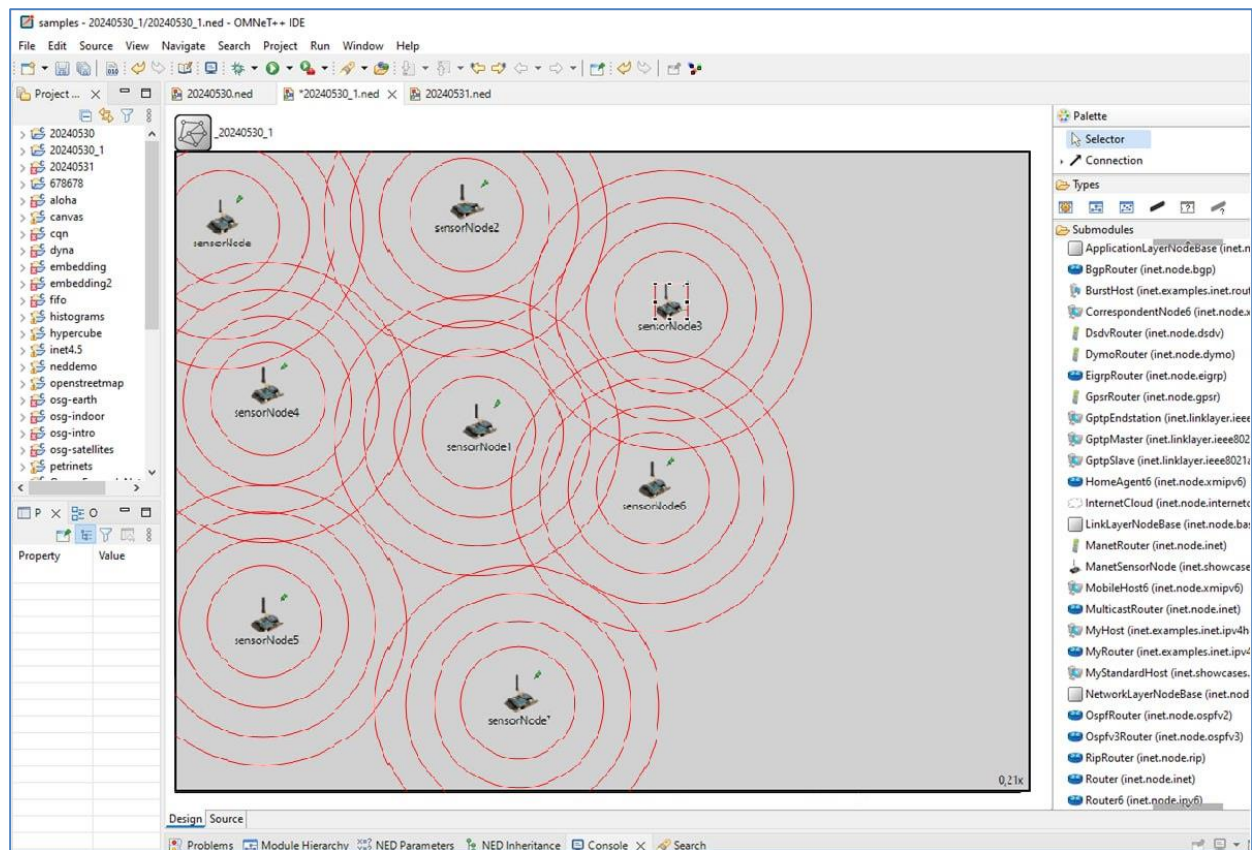 samples - 20240530_1/20240530_1.ned - OMNeT++ IDE
File Edit Source View Navigate Search Project Run Window Help
Project ...
20240530.ned
*20240530_1.ned
20240531.ned
20240530
20240530_1
20240531
678678
aloha
canvas
cqn
dyna
embedding
embedding2
fifo
histograms
hypercube
inet4.5
neddemo
openstreetmap
osg-earth
osg-indoor
osg-intro
osg-satellites
petrinets
P
O
Property Value
_20240530_1
sensorNode
sensorNode2
sensorNode3
sensorNode4
sensorNode1
sensorNode6
sensorNode5
0,21x
Design Source
Problems Module Hierarchy NED Parameters NED Inheritance Console Search
Palette
Selector
Connection
Types
Submodules
ApplicationLayerNodeBase (inet.n
BgpRouter (inet.node.bgp)
BurstHost (inet.examples.inet.rout
CorrespondentNode6 (inet.node.x
DsdvRouter (inet.node.dsdv)
DymoRouter (inet.node.dymo)
EigrpRouter (inet.node.eigrp)
GpsrRouter (inet.node.gpsr)
GptpEndstation (inet.linklayer.ieee
GptpMaster (inet.linklayer.ieee802
GptpSlave (inet.linklayer.ieee8021a
HomeAgent6 (inet.node.xmipv6)
InternetCloud (inet.node.internetc
LinkLayerNodeBase (inet.node.bas
ManetRouter (inet.node.inet)
ManetSensorNode (inet.showcase
MobileHost6 (inet.node.xmipv6)
MulticastRouter (inet.node.inet)
MyHost (inet.examples.inet.ipv4h
MyRouter (inet.examples.inet.ipv4
MyStandardHost (inet.showcases.
NetworkLayerNodeBase (inet.nod
OspfRouter (inet.node.ospfv2)
Ospfv3Router (inet.node.ospfv3)
RipRouter (inet.node.rip)
Router (inet.node.inet)
Router6 (inet.node.ipv6)